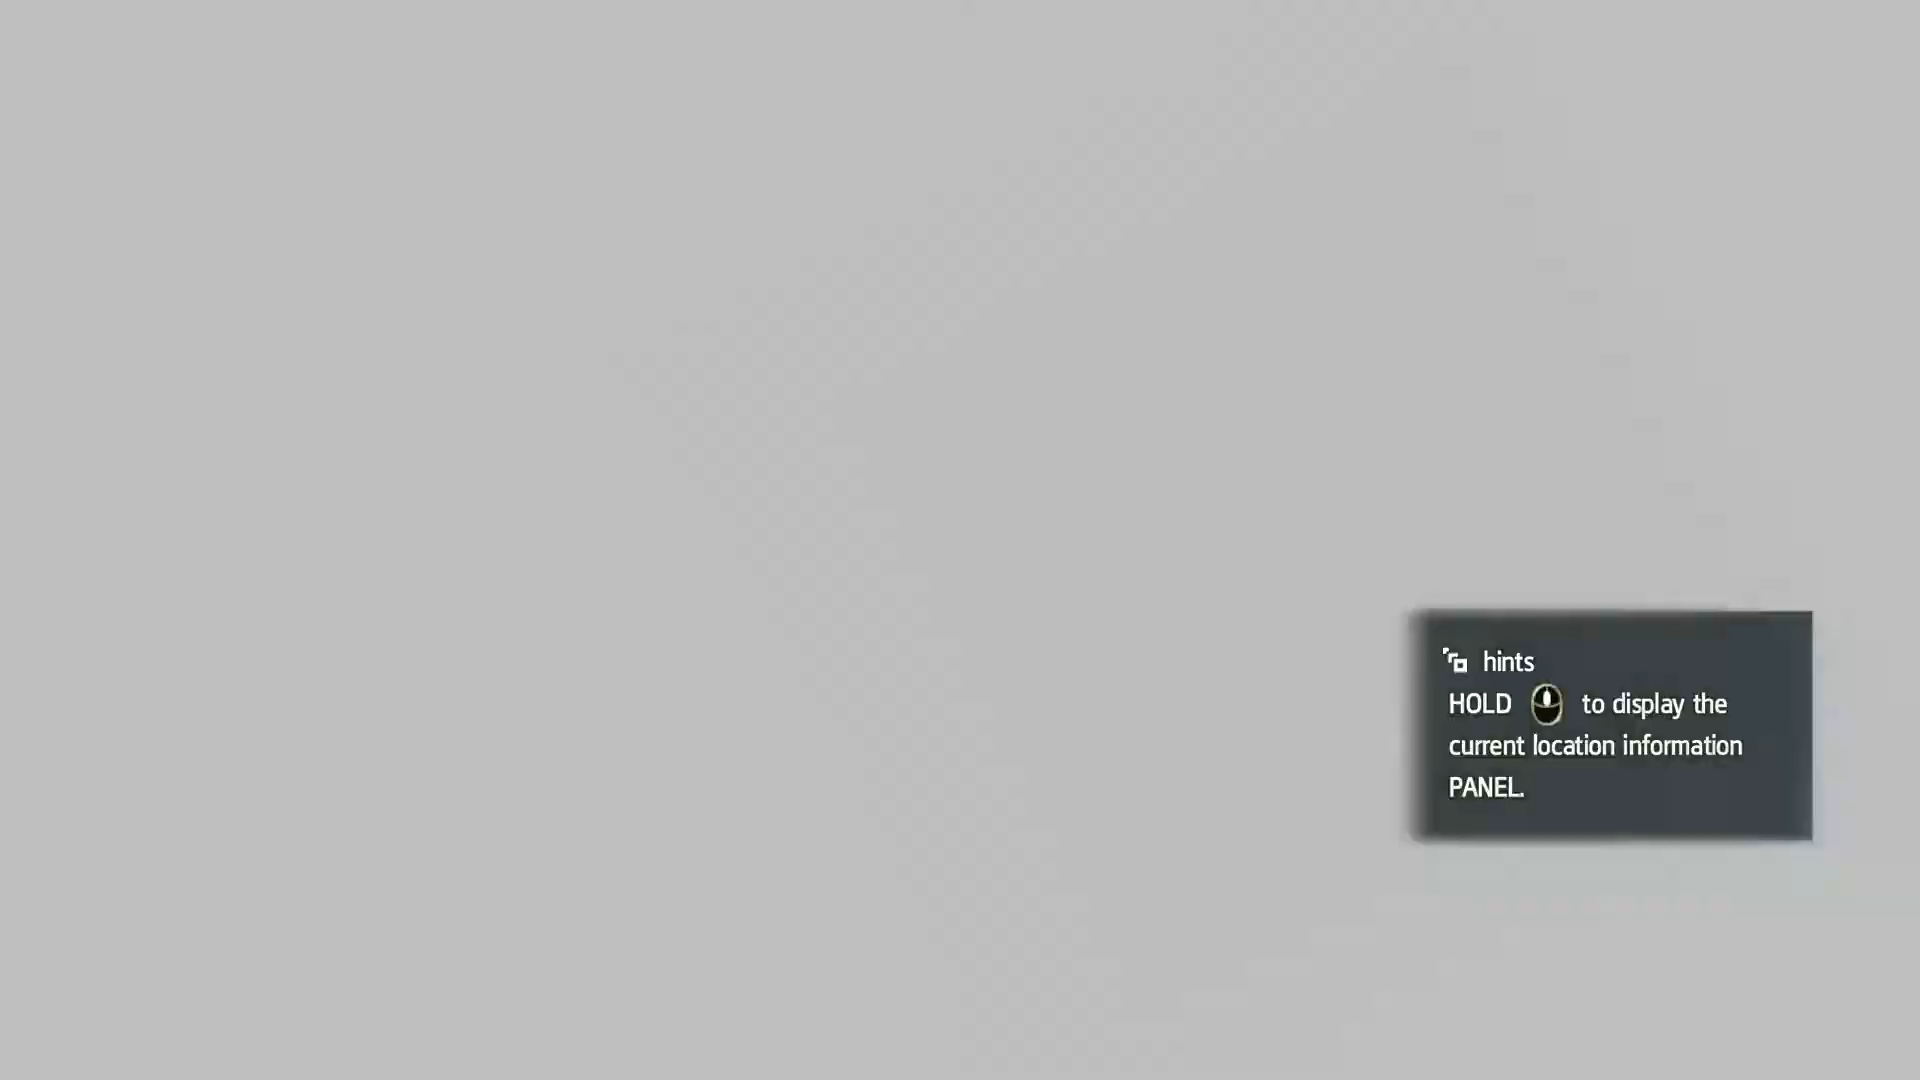 hints
HOLD to display the
current location information
PANEL.